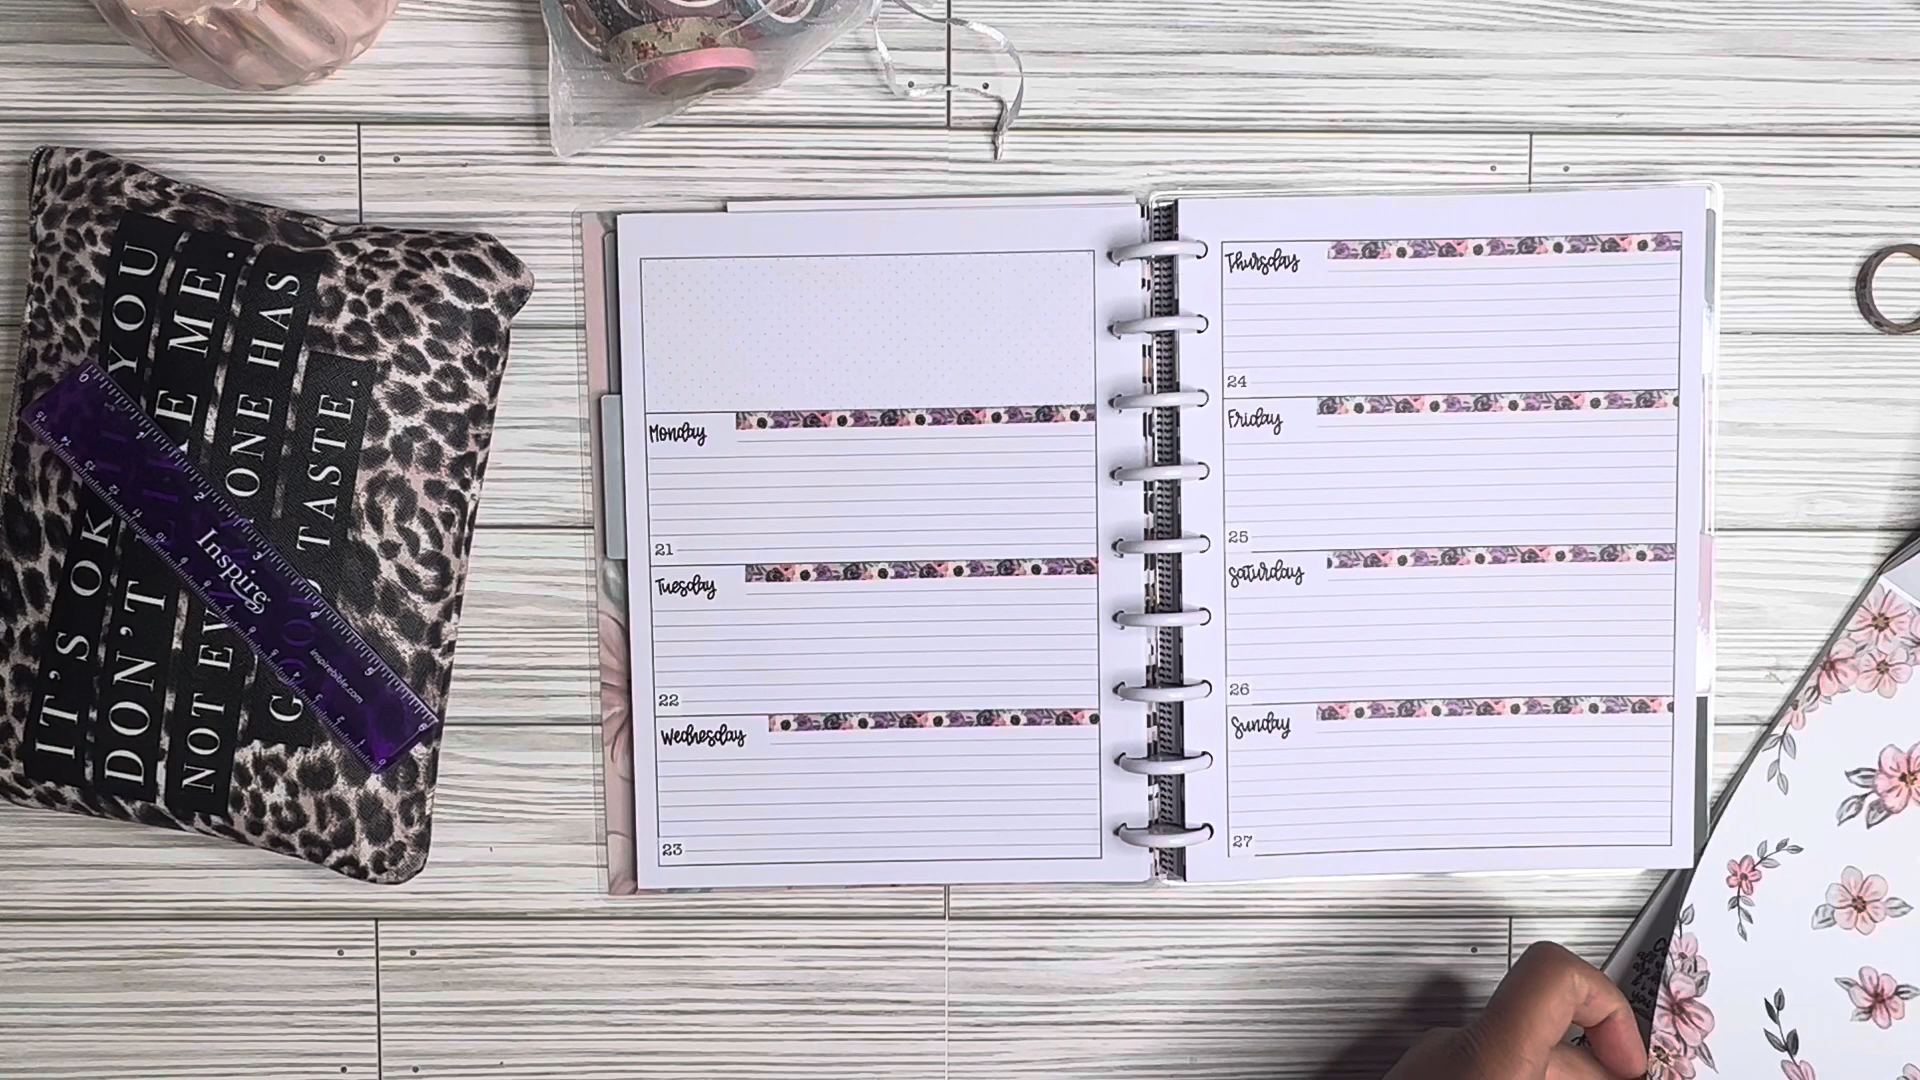 IT'S OK YOU
DON'T ME.
NOT EV ONE HAS
GOOD TASTE.
Inspire
inspirebible.com
Monday
21
Tuesday
22
Wednesday
23
Thursday
24
Friday
25
Saturday
26
Sunday
27